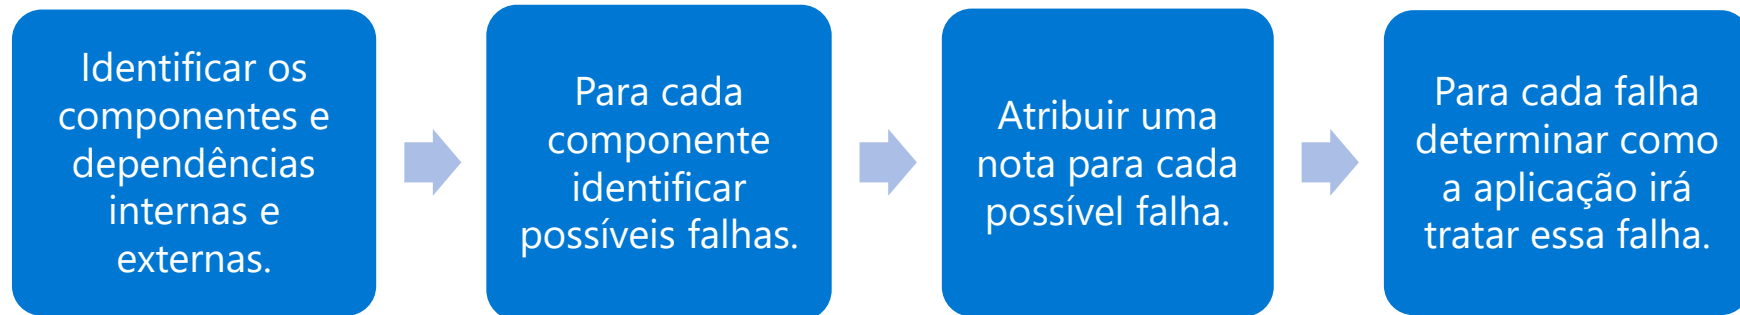 Identificar os
componentes e
dependências
internas e
externas.
Para cada
componente
identificar
possíveis falhas.
Atribuir uma
nota para cada
possível falha.
Para cada falha
determinar como
a aplicação irá
tratar essa falha.